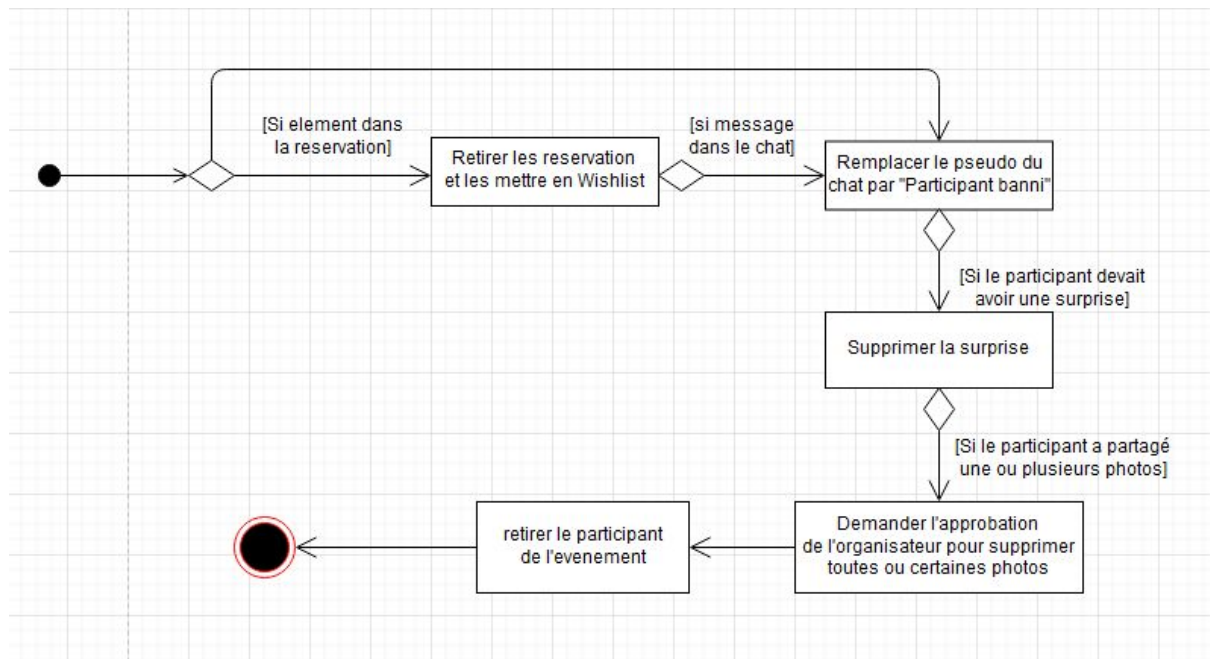 [Si element dans
la reservation]
Retirer les reservation
et les mettre en Wishlist
[si message
dans le chat]
Remplacer le pseudo du
chat par "Participant banni"
[Si le participant devait
avoir une surprise]
Supprimer la surprise
[Si le participant a partagé
une ou plusieurs photos]
Demander l'approbation
de l'organisateur pour supprimer
toutes ou certaines photos
retirer le participant
de l'evenement